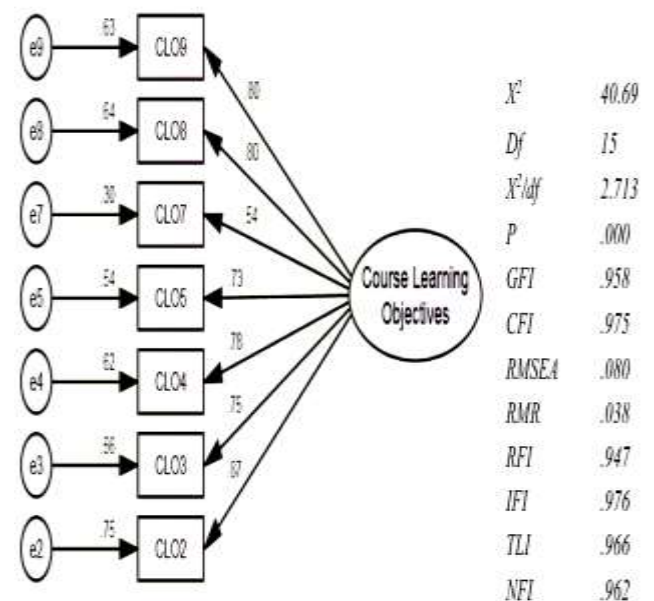 e9 .63 CLO9 .80
e8 .64 CLO8 .80
e7 .30 CLO7 .54
e5 .54 CLO5 .73
e4 .62 CLO4 .78
e3 .56 CLO3 .75
e2 .75 CLO2 .87
Course Learning
Objectives
X² 40.69
Df 15
X²/df 2.713
P .000
GFI .958
CFI .975
RMSEA .080
RMR .038
RFI .947
IFI .976
TLI .966
NFI .962